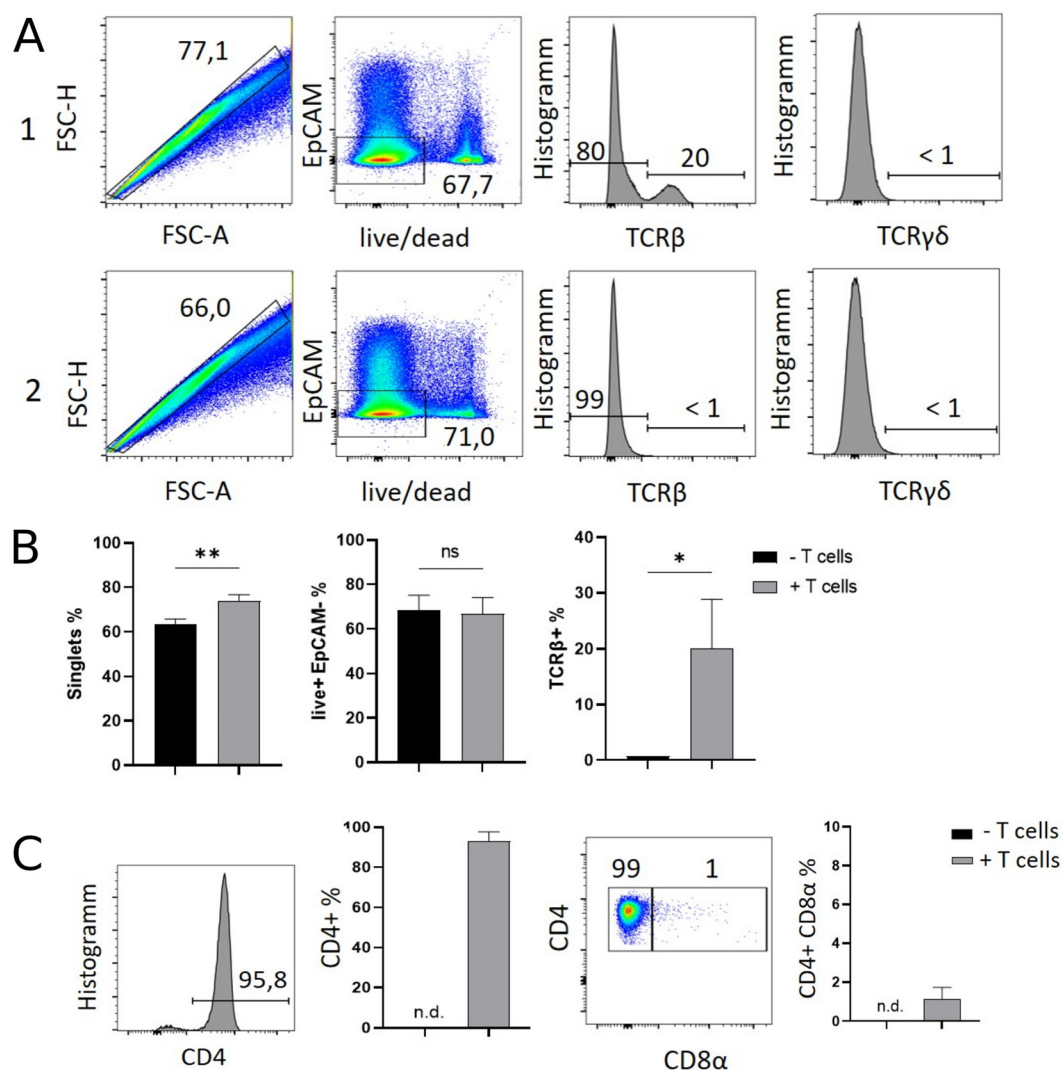 A
1
FSC-H
77,1
FSC-A
EpCAM
67,7
live/dead
Histogramm
80
20
TCRβ
Histogramm
< 1
TCRγδ
2
FSC-H
66,0
FSC-A
EpCAM
71,0
live/dead
Histogramm
99
< 1
TCRβ
Histogramm
< 1
TCRγδ
B
Singlets %
100
80
60
40
20
0
**
live+ EpCAM- %
100
80
60
40
20
0
ns
TCRβ+ %
40
30
20
10
0
*
- T cells
+ T cells
C
Histogramm
95,8
CD4
CD4+ %
100
80
60
40
20
0
n.d.
CD4
99
1
CD8α
CD4+ CD8α %
10
8
6
4
2
0
n.d.
- T cells
+ T cells